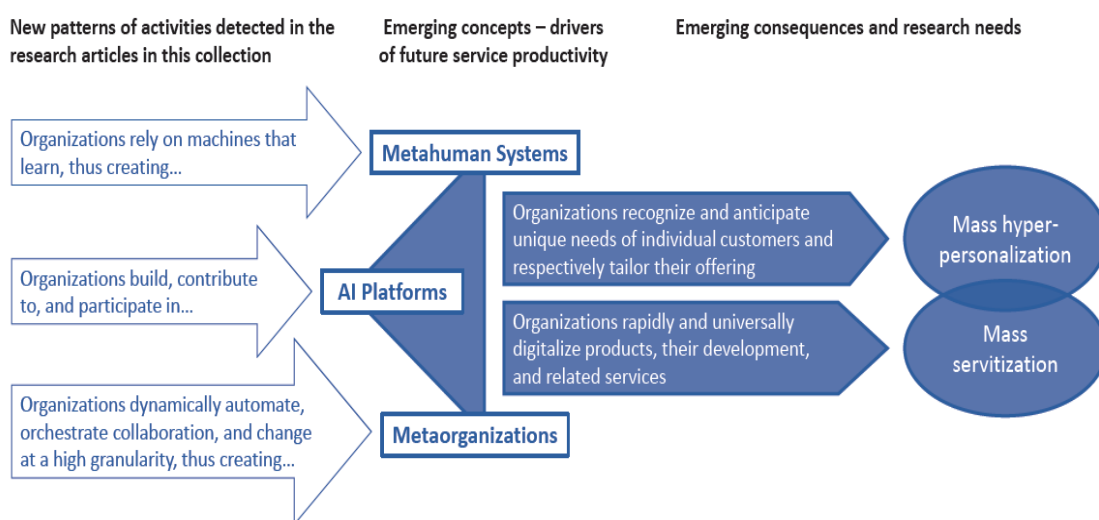 New patterns of activities detected in the
research articles in this collection
Emerging concepts – drivers
of future service productivity
Emerging consequences and research needs
Organizations rely on machines that
learn, thus creating...
Metahuman Systems
Organizations build, contribute
to, and participate in...
AI Platforms
Organizations dynamically automate,
orchestrate collaboration, and change
at a high granularity, thus creating...
Metaorganizations
Organizations recognize and anticipate
unique needs of individual customers and
respectively tailor their offering
Mass hyper-
personalization
Organizations rapidly and universally
digitalize products, their development,
and related services
Mass
servitization